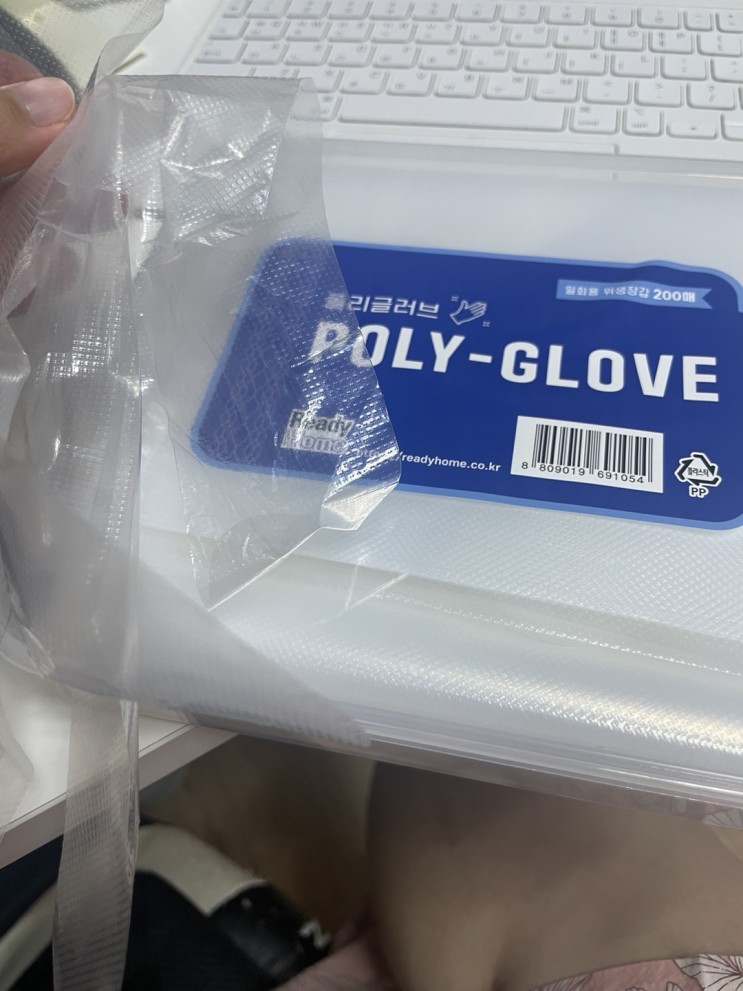 일회용 위생장갑 200매
폴리글러브
POLY-GLOVE
Ready
home
readyhome.co.kr
8 809019 691054
플라스틱
PP